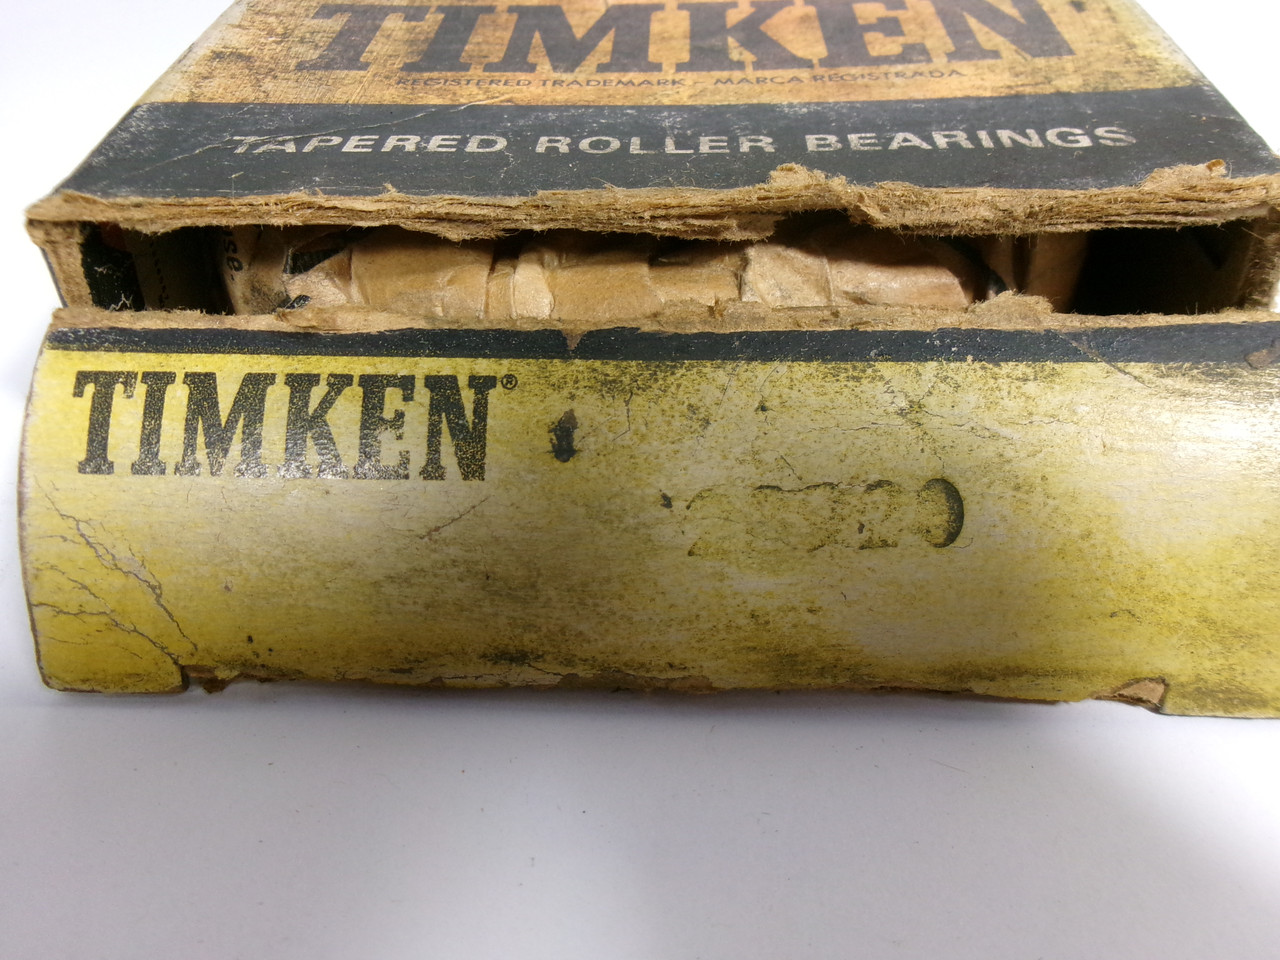 TIMKEN
REGISTERED TRADEMARK MARCA REGISTRADA
TAPERED ROLLER BEARINGS
TIMKEN®